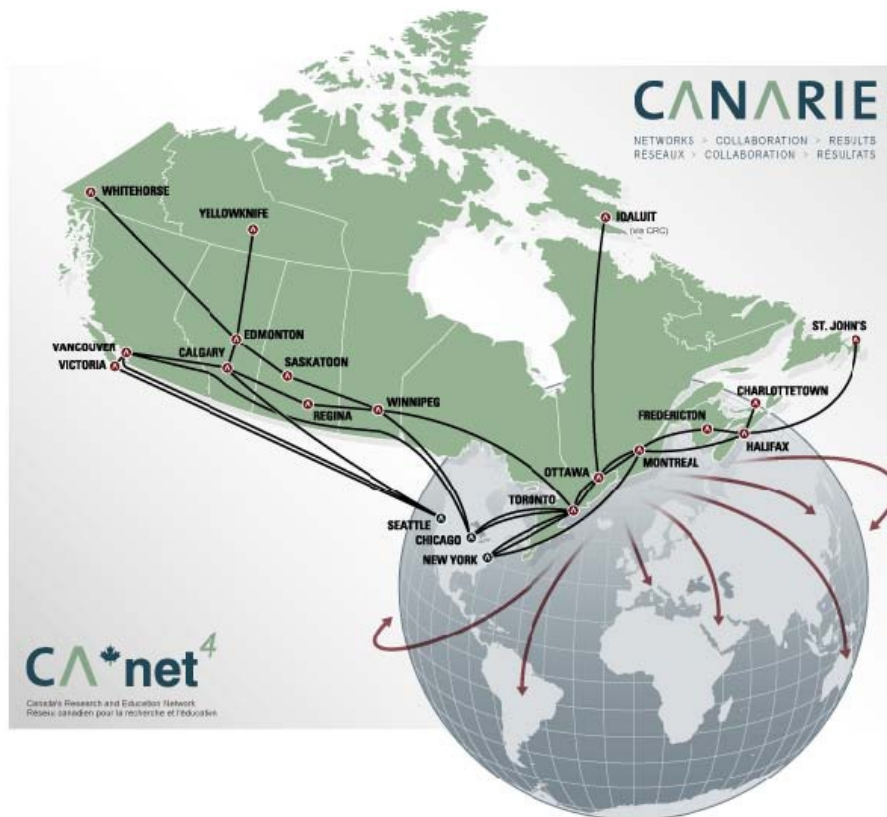 CANARIE
NETWORKS > COLLABORATION > RESULTS
RÉSEAUX > COLLABORATION > RÉSULTATS
WHITEHORSE
YELLOWKNIFE
IQALUIT
(via CRC)
EDMONTON
ST. JOHN'S
VANCOUVER
CALGARY
VICTORIA
SASKATOON
CHARLOTTETOWN
WINNIPEG
REGINA
FREDERICTON
HALIFAX
MONTREAL
OTTAWA
TORONTO
SEATTLE
CHICAGO
NEW YORK
CA*net 4
Canada's Research and Education Network
Réseau canadien pour la recherche et l'éducation